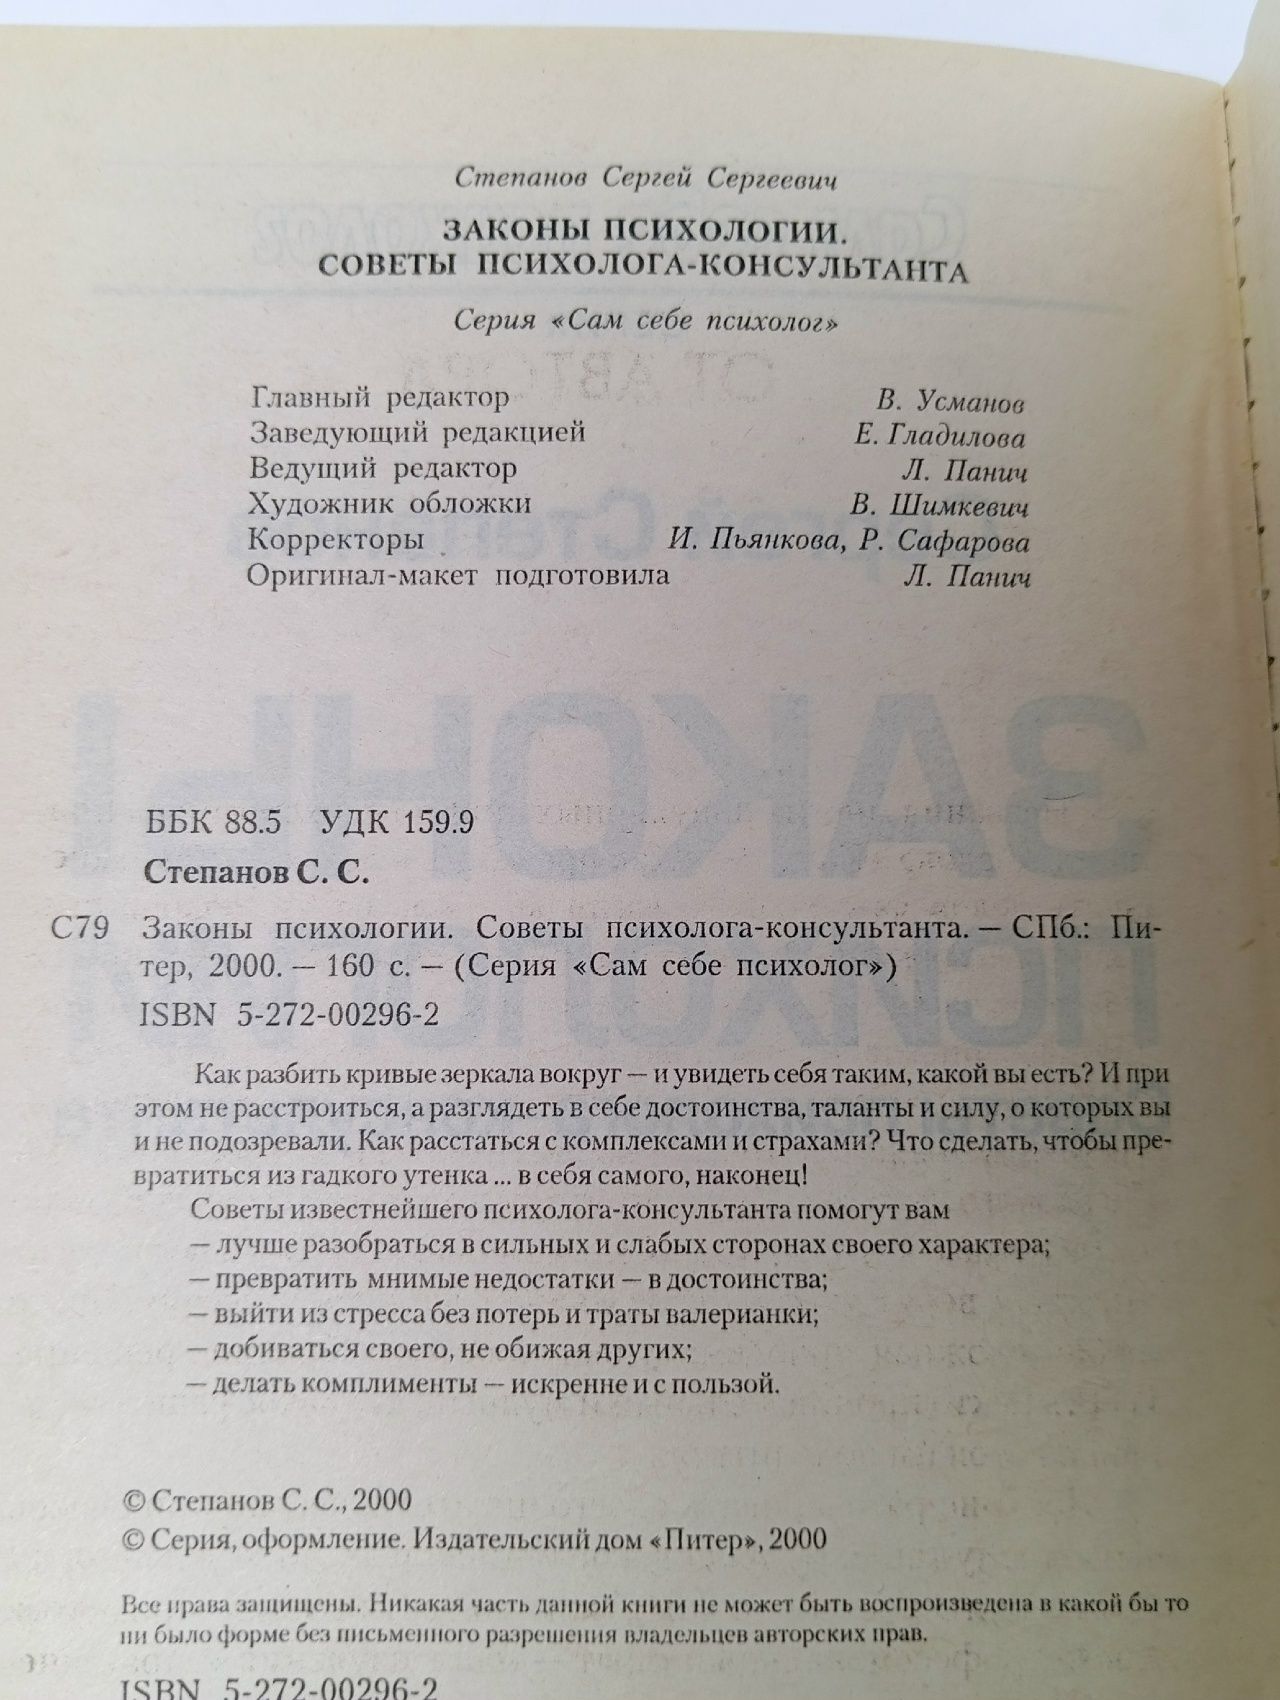 Степанов Сергей Сергеевич
ЗАКОНЫ ПСИХОЛОГИИ.
СОВЕТЫ ПСИХОЛОГА-КОНСУЛЬТАНТА
Серия «Сам себе психолог»
Главный редактор В. Усманов
Заведующий редакцией Е. Гладилова
Ведущий редактор Л. Панич
Художник обложки В. Шимкевич
Корректоры И. Пьянкова, Р. Сафарова
Оригинал-макет подготовила Л. Панич
ББК 88.5 УДК 159.9
Степанов С. С.
С79 Законы психологии. Советы психолога-консультанта. — СПб.: Пи-
тер, 2000. — 160 с. — (Серия «Сам себе психолог»)
ISBN 5-272-00296-2
Как разбить кривые зеркала вокруг — и увидеть себя таким, какой вы есть? И при
этом не расстроиться, а разглядеть в себе достоинства, таланты и силу, о которых вы
и не подозревали. Как расстаться с комплексами и страхами? Что сделать, чтобы пре-
вратиться из гадкого утенка ... в себя самого, наконец!
Советы известнейшего психолога-консультанта помогут вам
— лучше разобраться в сильных и слабых сторонах своего характера;
— превратить мнимые недостатки — в достоинства;
— выйти из стресса без потерь и траты валерианки;
— добиваться своего, не обижая других;
— делать комплименты — искренне и с пользой.
© Степанов С. С., 2000
© Серия, оформление. Издательский дом «Питер», 2000
Все права защищены. Никакая часть данной книги не может быть воспроизведена в какой бы то
ни было форме без письменного разрешения владельцев авторских прав.
ISBN 5-272-00296-2